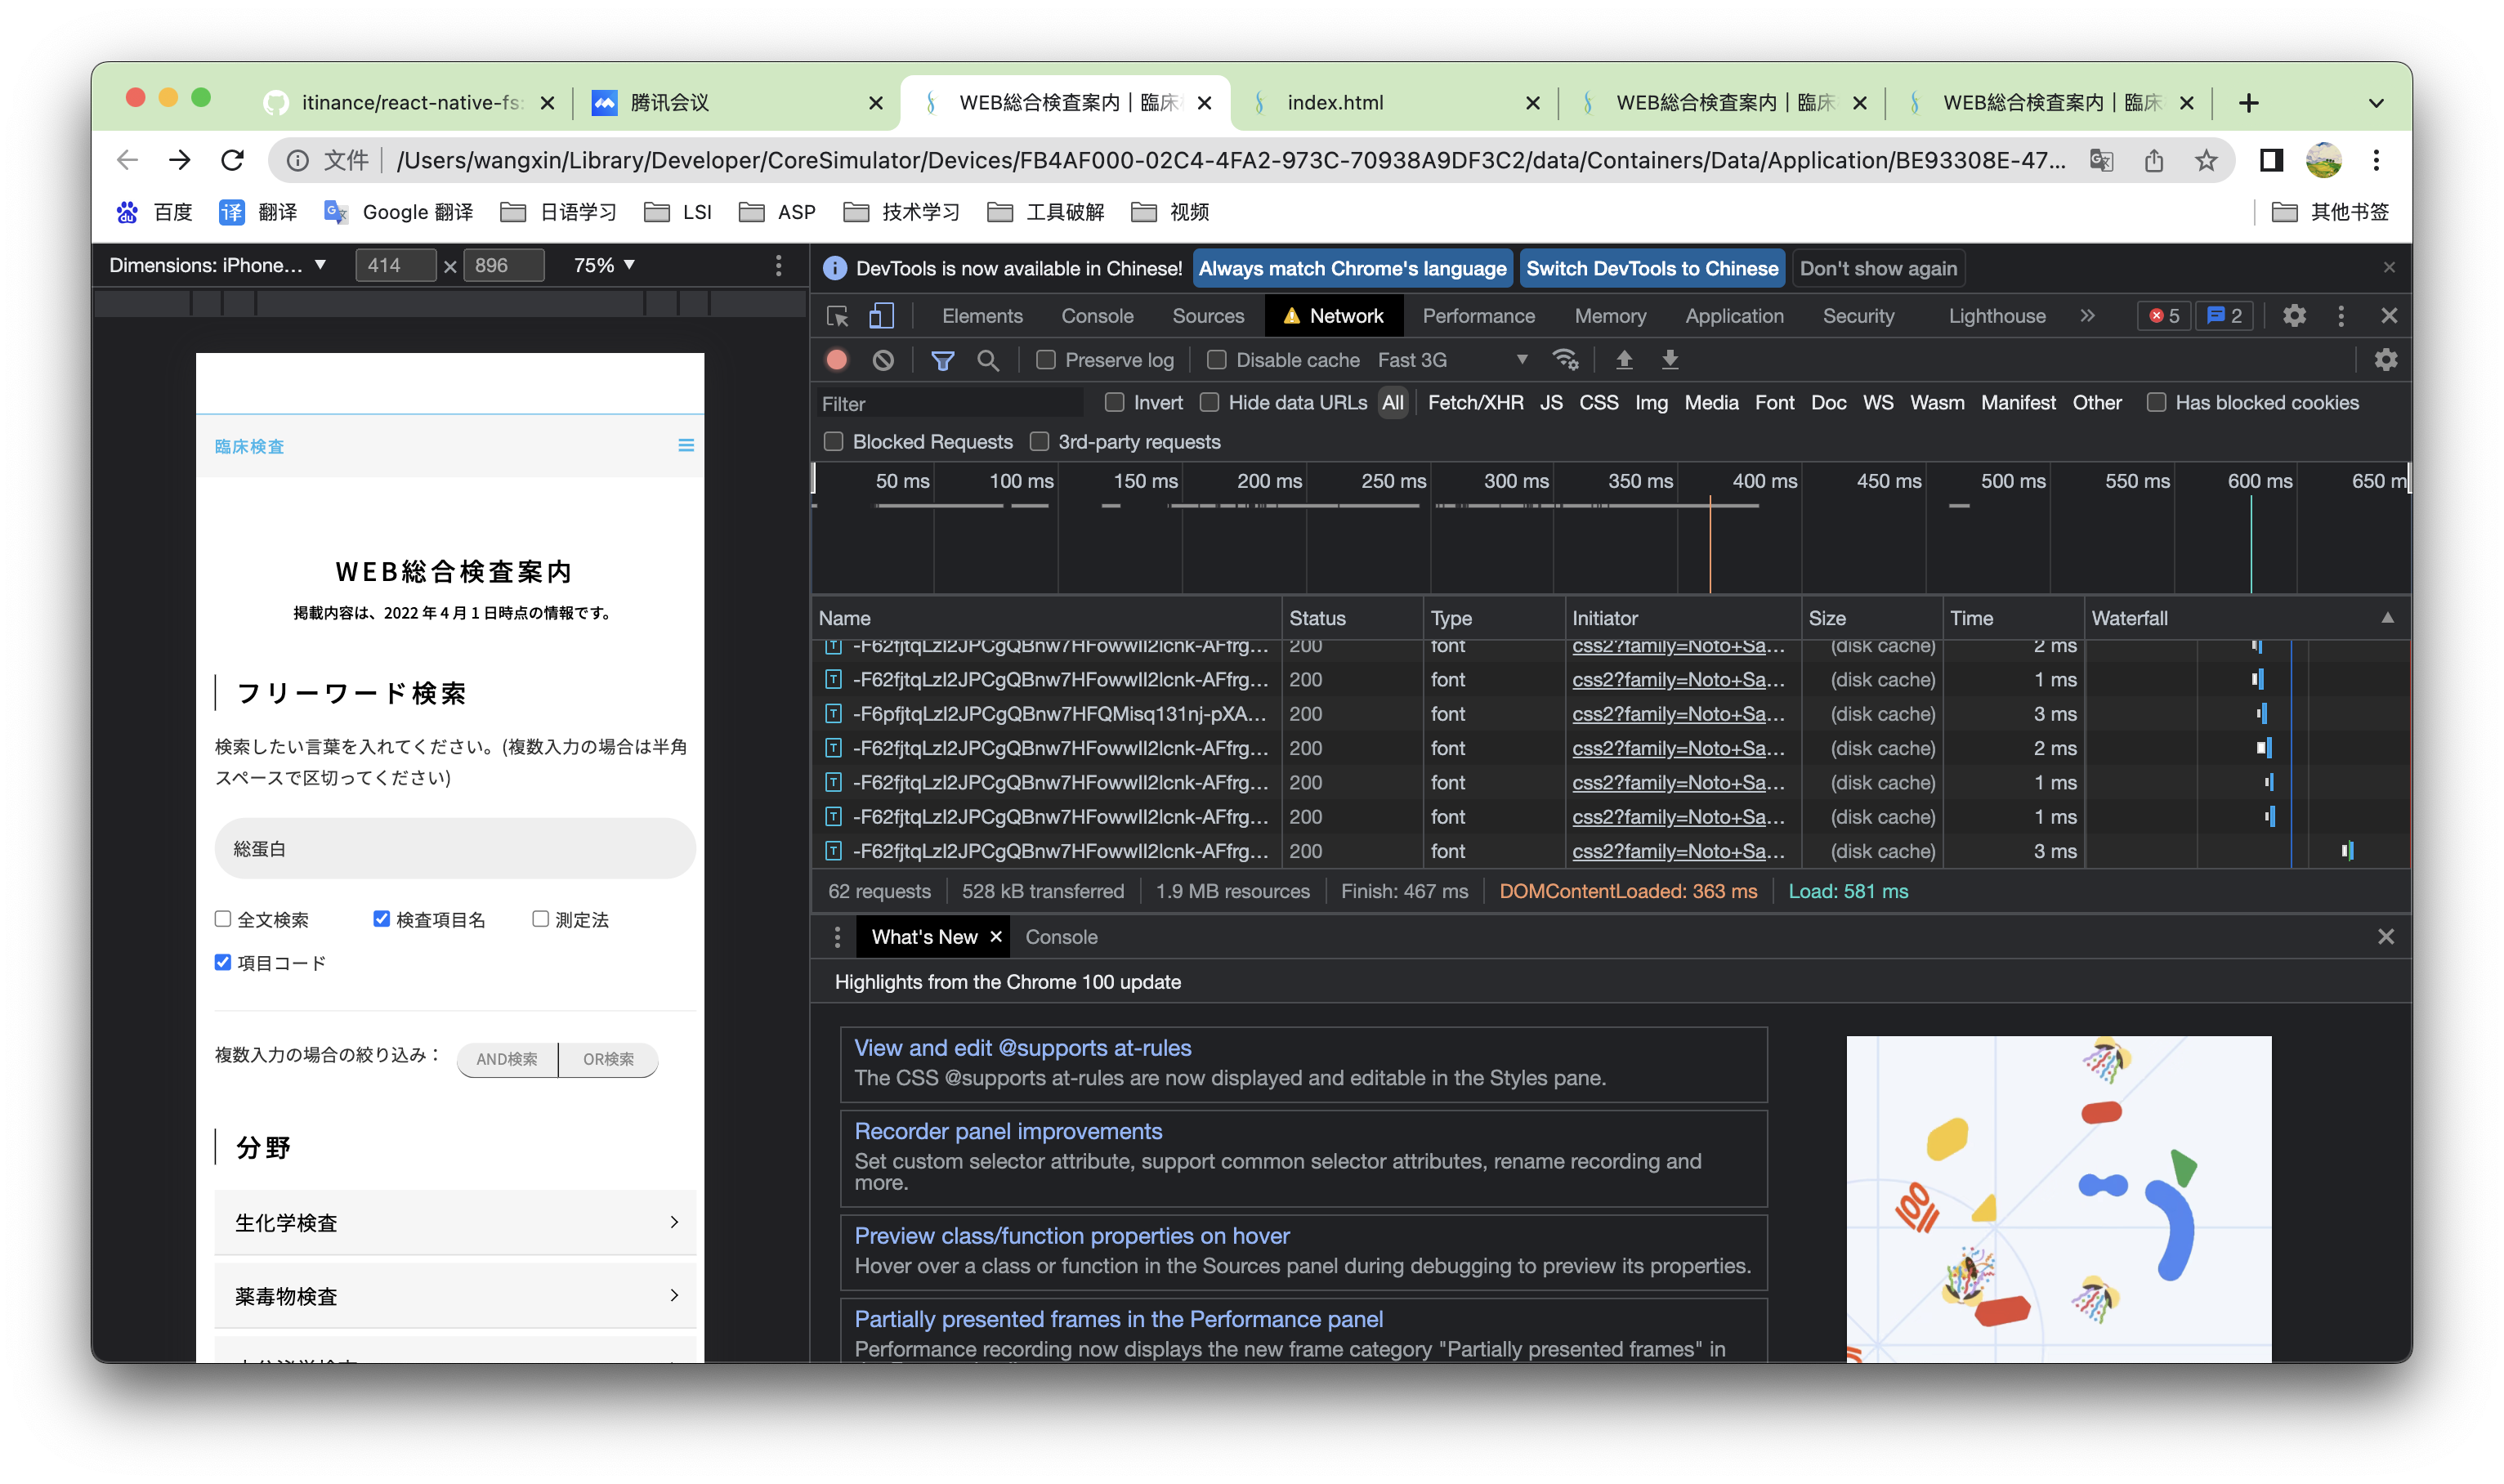 itinance/react-native-fs:
腾讯会议
WEB総合検査案内｜臨床
index.html
WEB総合検査案内｜臨床
WEB総合検査案内｜臨床
文件
/Users/wangxin/Library/Developer/CoreSimulator/Devices/FB4AF000-02C4-4FA2-973C-70938A9DF3C2/data/Containers/Data/Application/BE93308E-47...
百度
翻译
Google 翻译
日语学习
LSI
ASP
技术学习
工具破解
视频
其他书签
Dimensions: iPhone... ▼ 414 × 896 75% ▼
DevTools is now available in Chinese! Always match Chrome's language Switch DevTools to Chinese Don't show again
Elements Console Sources Network Performance Memory Application Security Lighthouse » 5 2
Preserve log Disable cache Fast 3G
Filter Invert Hide data URLs All Fetch/XHR JS CSS Img Media Font Doc WS Wasm Manifest Other Has blocked cookies
Blocked Requests 3rd-party requests
50 ms 100 ms 150 ms 200 ms 250 ms 300 ms 350 ms 400 ms 450 ms 500 ms 550 ms 600 ms 650 m
Name Status Type Initiator Size Time Waterfall
-F62fjtqLzI2JPCgQBnw7HFowwII2lcnk-AFfrg... 200 font css2?family=Noto+Sa... (disk cache) 2 ms
-F62fjtqLzI2JPCgQBnw7HFowwII2lcnk-AFfrg... 200 font css2?family=Noto+Sa... (disk cache) 1 ms
-F6pfjtqLzI2JPCgQBnw7HFQMisq131nj-pXA... 200 font css2?family=Noto+Sa... (disk cache) 3 ms
-F62fjtqLzI2JPCgQBnw7HFowwII2lcnk-AFfrg... 200 font css2?family=Noto+Sa... (disk cache) 2 ms
-F62fjtqLzI2JPCgQBnw7HFowwII2lcnk-AFfrg... 200 font css2?family=Noto+Sa... (disk cache) 1 ms
-F62fjtqLzI2JPCgQBnw7HFowwII2lcnk-AFfrg... 200 font css2?family=Noto+Sa... (disk cache) 1 ms
-F62fjtqLzI2JPCgQBnw7HFowwII2lcnk-AFfrg... 200 font css2?family=Noto+Sa... (disk cache) 3 ms
62 requests 528 kB transferred 1.9 MB resources Finish: 467 ms DOMContentLoaded: 363 ms Load: 581 ms
What's New Console
Highlights from the Chrome 100 update
View and edit @supports at-rules
The CSS @supports at-rules are now displayed and editable in the Styles pane.
Recorder panel improvements
Set custom selector attribute, support common selector attributes, rename recording and
more.
Preview class/function properties on hover
Hover over a class or function in the Sources panel during debugging to preview its properties.
Partially presented frames in the Performance panel
Performance recording now displays the new frame category "Partially presented frames" in
臨床検査
WEB総合検査案内
掲載内容は、2022 年 4 月 1 日時点の情報です。
フリーワード検索
検索したい言葉を入れてください。(複数入力の場合は半角
スペースで区切ってください)
総蛋白
全文検索 検査項目名 測定法
項目コード
複数入力の場合の絞り込み： AND検索 OR検索
分野
生化学検査
薬毒物検査